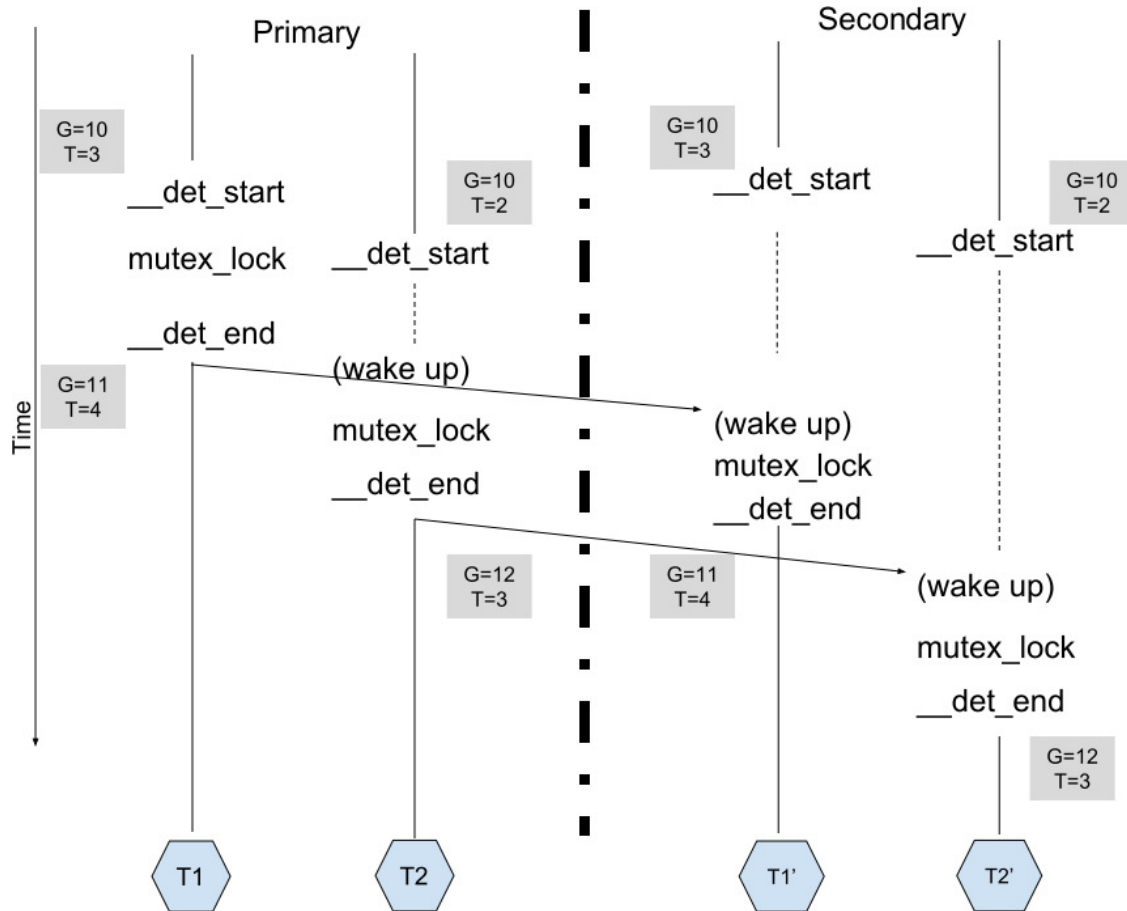 Primary
Secondary
G=10
T=3
__det_start
mutex_lock
__det_end
G=11
T=4
G=10
T=2
__det_start
(wake up)
mutex_lock
__det_end
G=12
T=3
G=10
T=3
__det_start
(wake up)
mutex_lock
__det_end
G=11
T=4
G=10
T=2
__det_start
(wake up)
mutex_lock
__det_end
G=12
T=3
Time
T1
T2
T1’
T2’